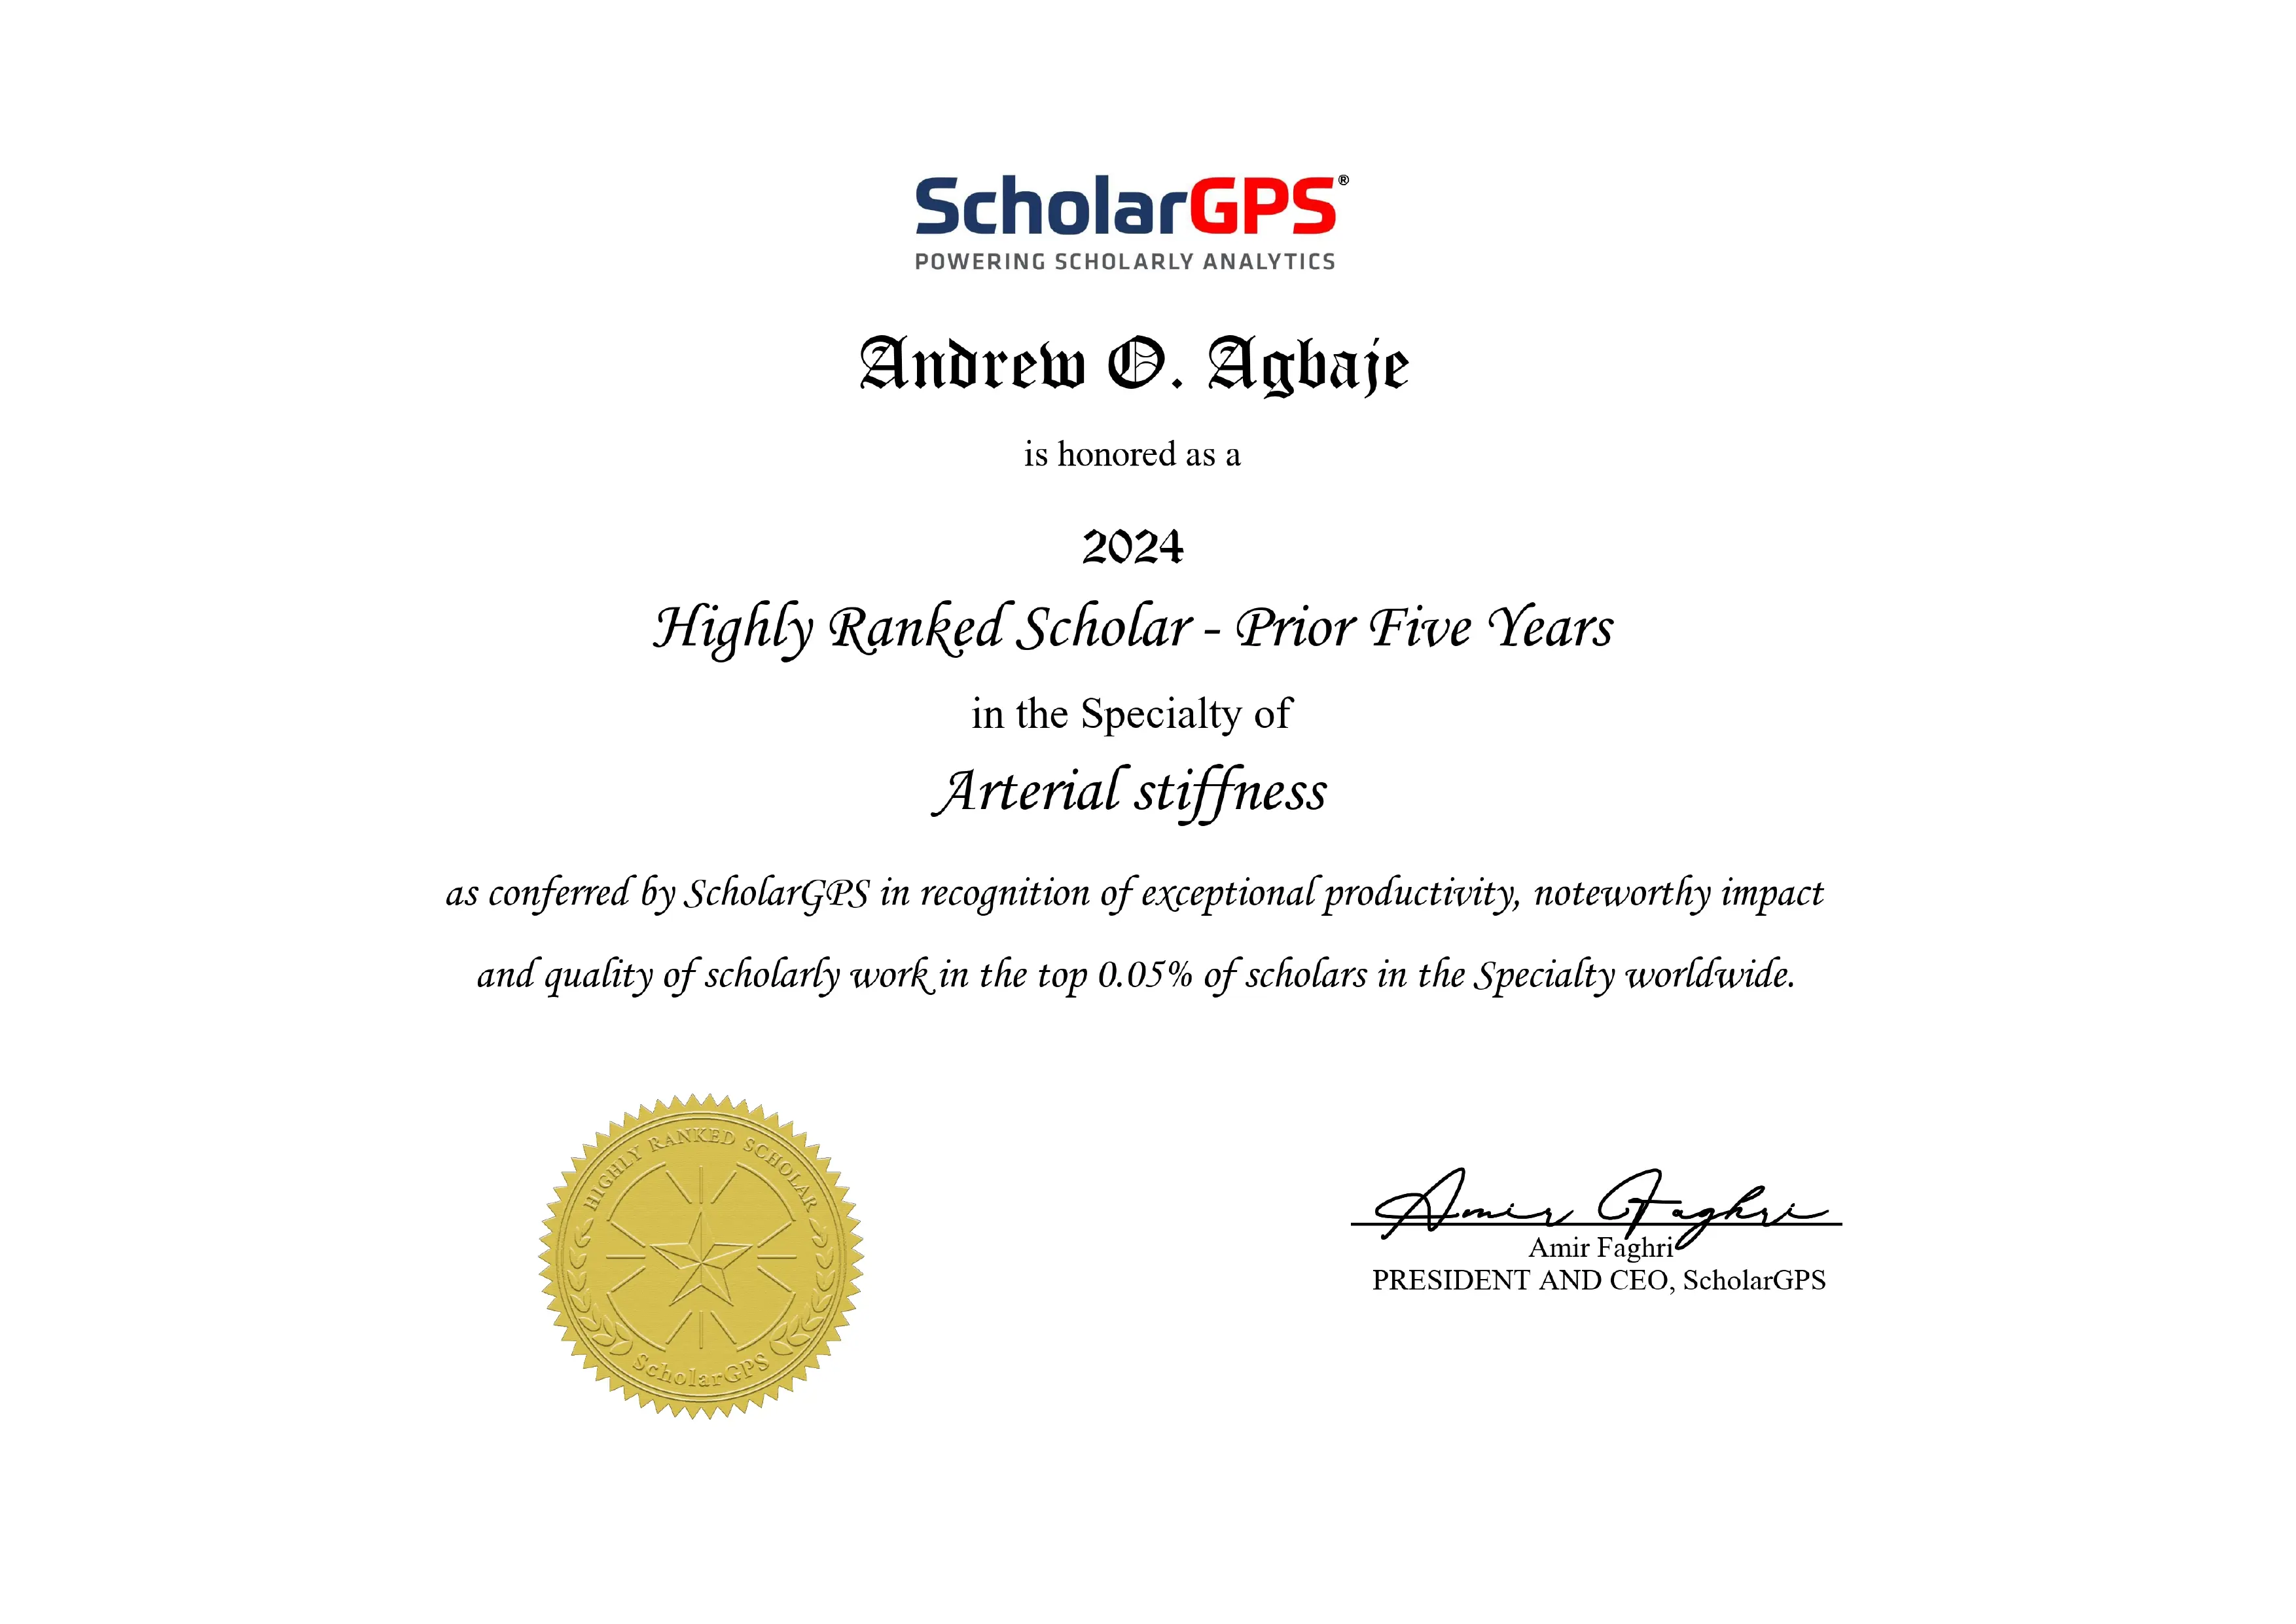 ScholarGPS®
POWERING SCHOLARLY ANALYTICS
Andrew O. Agbaje
is honored as a
2024
Highly Ranked Scholar - Prior Five Years
in the Specialty of
Arterial stiffness
as conferred by ScholarGPS in recognition of exceptional productivity, noteworthy impact
and quality of scholarly work in the top 0.05% of scholars in the Specialty worldwide.
HIGHLY RANKED SCHOLAR
ScholarGPS
Amir Faghri
Amir Faghri
PRESIDENT AND CEO, ScholarGPS